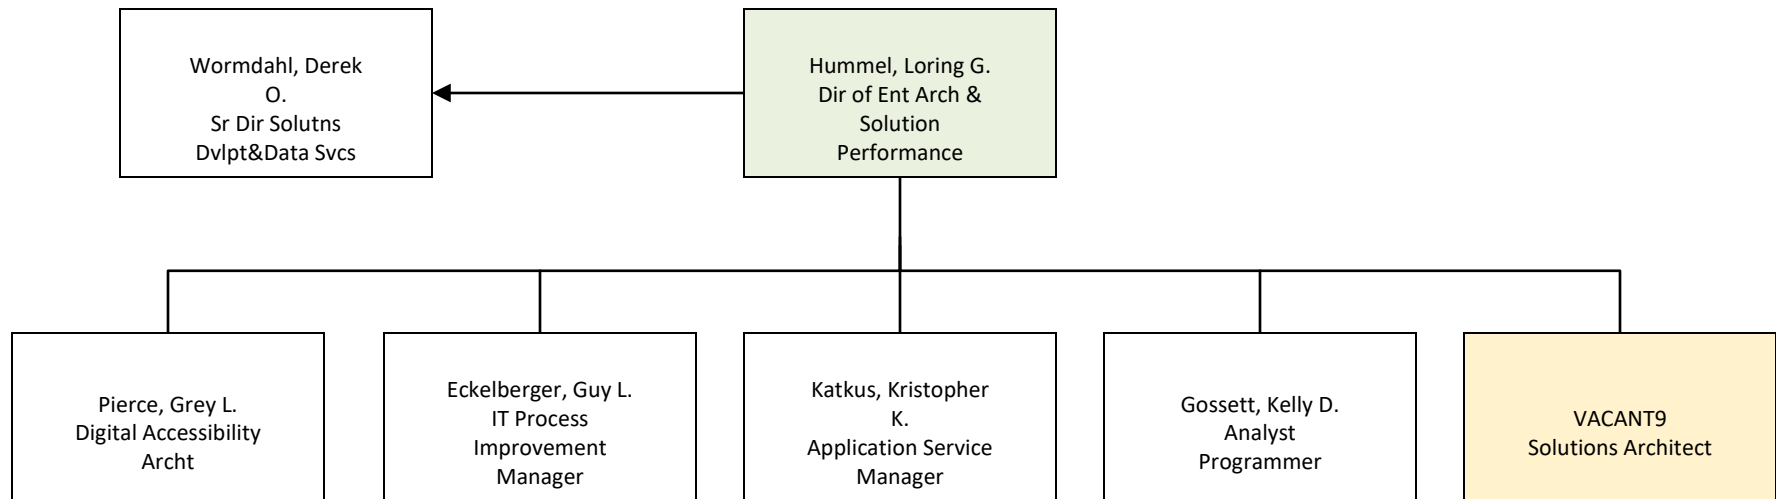 Wormdahl, Derek
O.
Sr Dir Solutns
Dvlpt&Data Svcs
Hummel, Loring G.
Dir of Ent Arch &
Solution
Performance
Pierce, Grey L.
Digital Accessibility
Archt
Eckelberger, Guy L.
IT Process
Improvement
Manager
Katkus, Kristopher
K.
Application Service
Manager
Gossett, Kelly D.
Analyst
Programmer
VACANT9
Solutions Architect